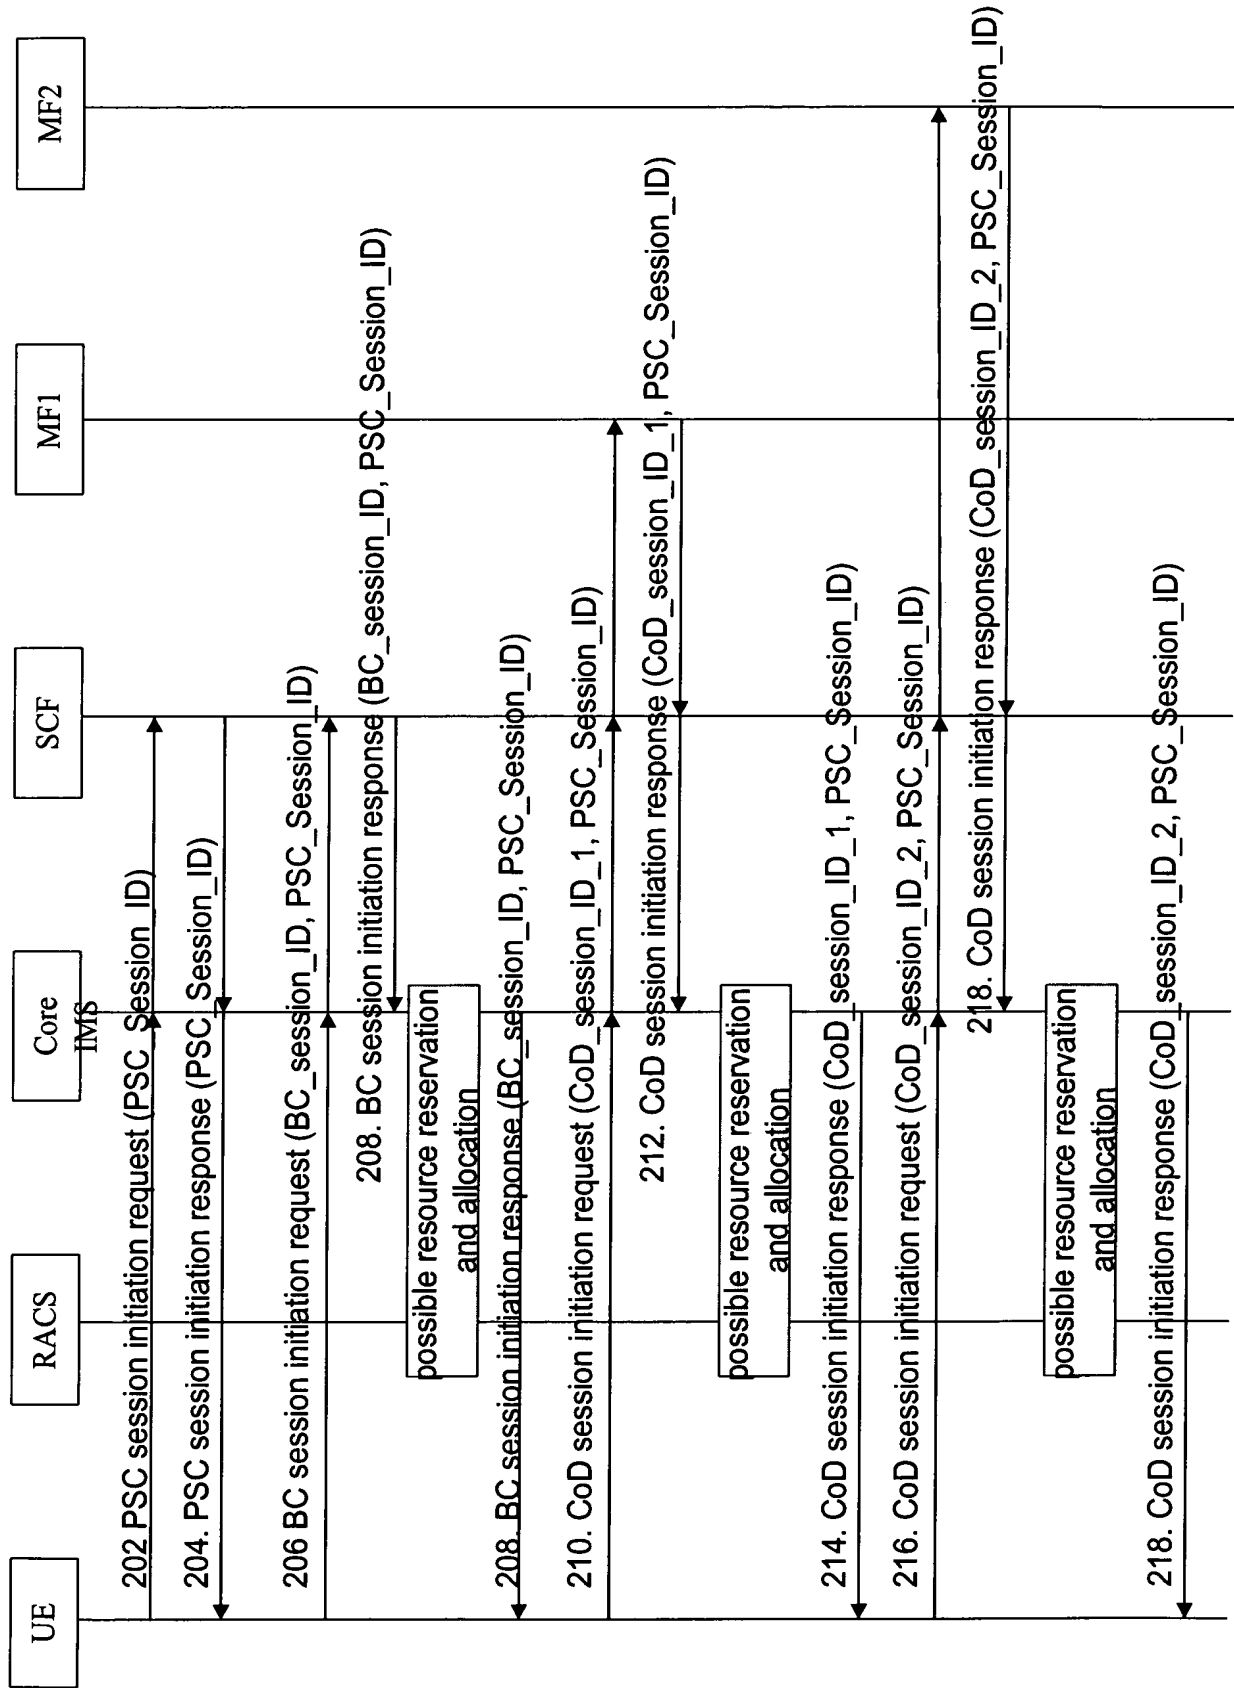 UE
RACS
Core
IMS
SCF
MF1
MF2
202 PSC session initiation request (PSC_Session_ID)
204. PSC session initiation response (PSC_Session_ID)
206 BC session initiation request (BC_session_ID, PSC_Session_ID)
208. BC session initiation response (BC_session_ID, PSC_Session_ID)
possible resource reservation
and allocation
208. BC session initiation response (BC_session_ID, PSC_Session_ID)
210. CoD session initiation request (CoD_session_ID_1, PSC_Session_ID)
212. CoD session initiation response (CoD_session_ID_1, PSC_Session_ID)
possible resource reservation
and allocation
214. CoD session initiation response (CoD_session_ID_1, PSC_Session_ID)
216. CoD session initiation request (CoD_session_ID_2, PSC_Session_ID)
218. CoD session initiation response (CoD_session_ID_2, PSC_Session_ID)
possible resource reservation
and allocation
218. CoD session initiation response (CoD_session_ID_2, PSC_Session_ID)